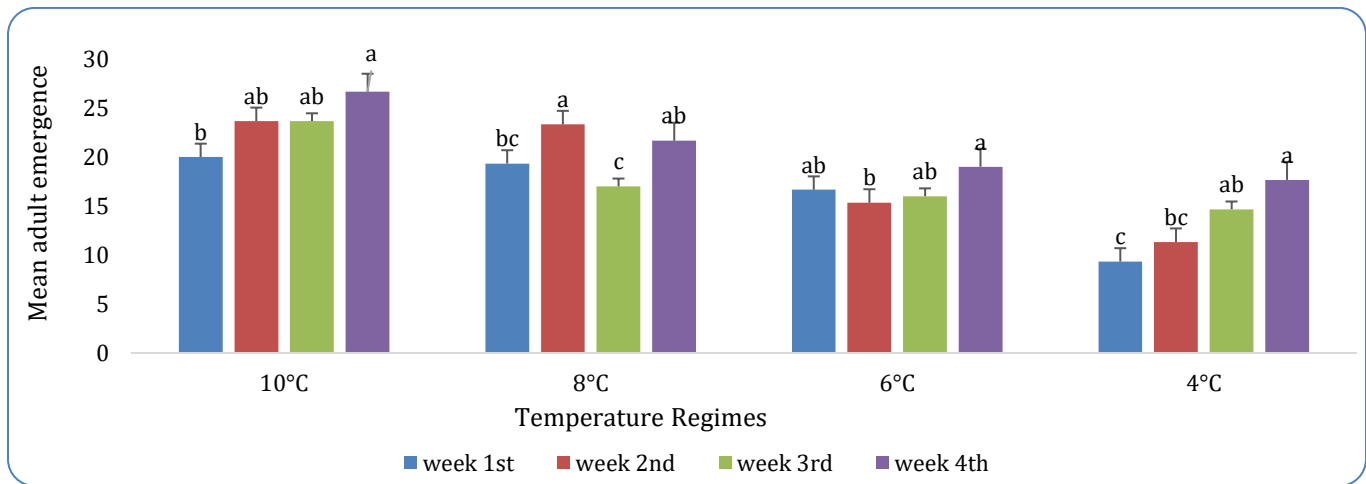 Mean adult emergence
30
25
20
15
10
5
0
b
ab
ab
a
bc
a
c
ab
ab
b
ab
a
c
bc
ab
a
10°C
8°C
6°C
4°C
Temperature Regimes
week 1st
week 2nd
week 3rd
week 4th